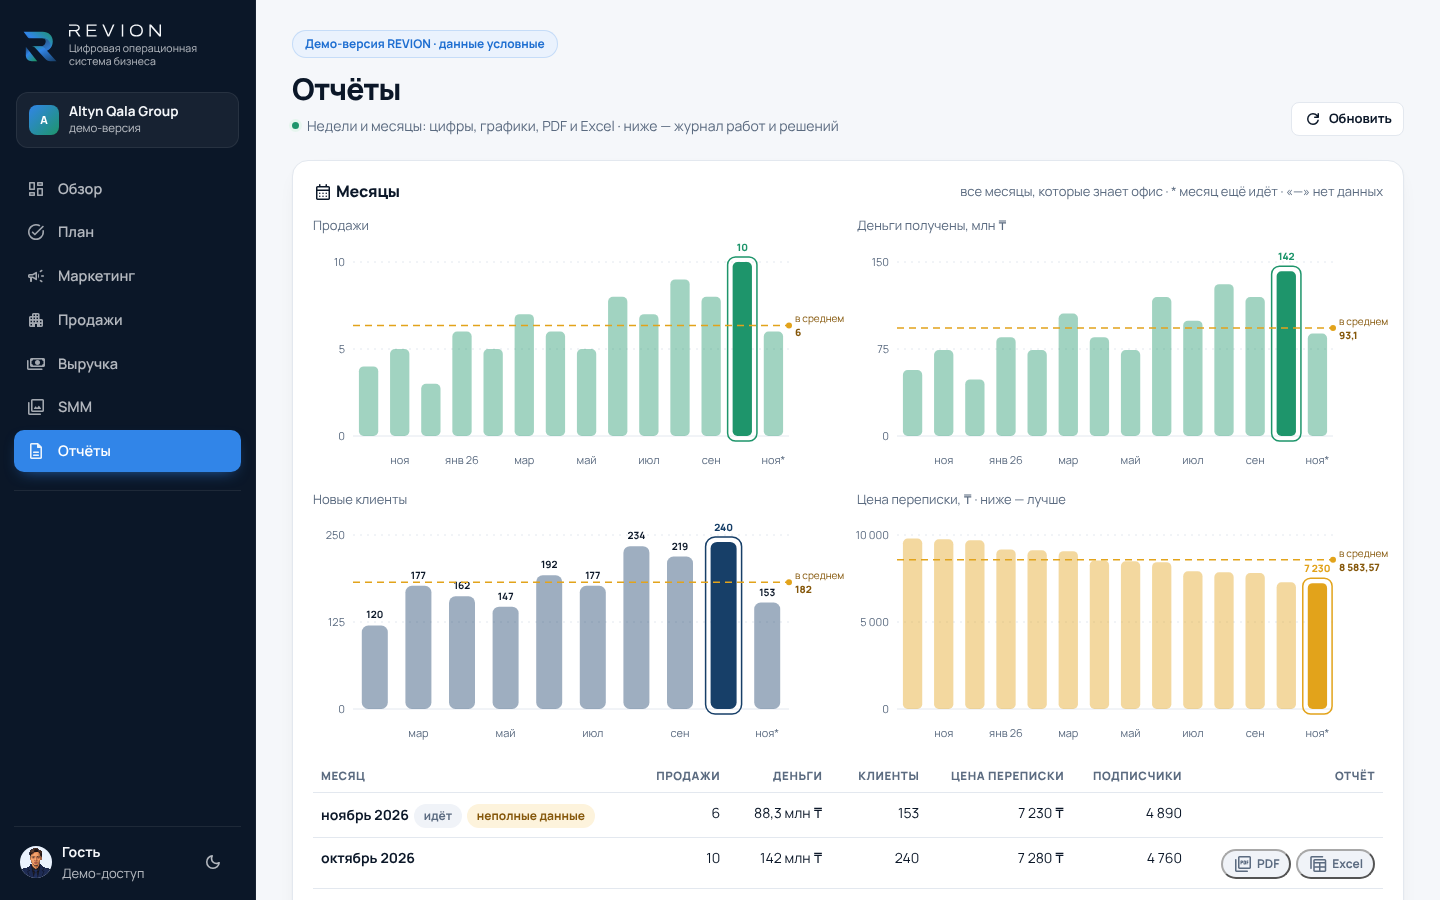 REVION
Цифровая операционная
система бизнеса
A
Altyn Qala Group
демо-версия
Обзор
План
Маркетинг
Продажи
Выручка
SMM
Отчёты
Гость
Демо-доступ
Демо-версия REVION · данные условные
Отчёты
Недели и месяцы: цифры, графики, PDF и Excel · ниже — журнал работ и решений
Обновить
Месяцы
все месяцы, которые знает офис · * месяц ещё идёт · «—» нет данных
Продажи
10
5
0
10
в среднем
6
ноя янв 26 мар май июл сен ноя*
Деньги получены, млн ₸
150
75
0
142
в среднем
93,1
ноя янв 26 мар май июл сен ноя*
Новые клиенты
250
125
0
120 177 162 147 192 177 234 219 240 153
в среднем
182
мар май июл сен ноя*
Цена переписки, ₸ · ниже — лучше
10 000
5 000
0
7 230
в среднем
8 583,57
ноя янв 26 мар май июл сен ноя*
МЕСЯЦ ПРОДАЖИ ДЕНЬГИ КЛИЕНТЫ ЦЕНА ПЕРЕПИСКИ ПОДПИСЧИКИ ОТЧЁТ
ноябрь 2026 идёт неполные данные 6 88,3 млн ₸ 153 7 230 ₸ 4 890
октябрь 2026 10 142 млн ₸ 240 7 280 ₸ 4 760 PDF Excel